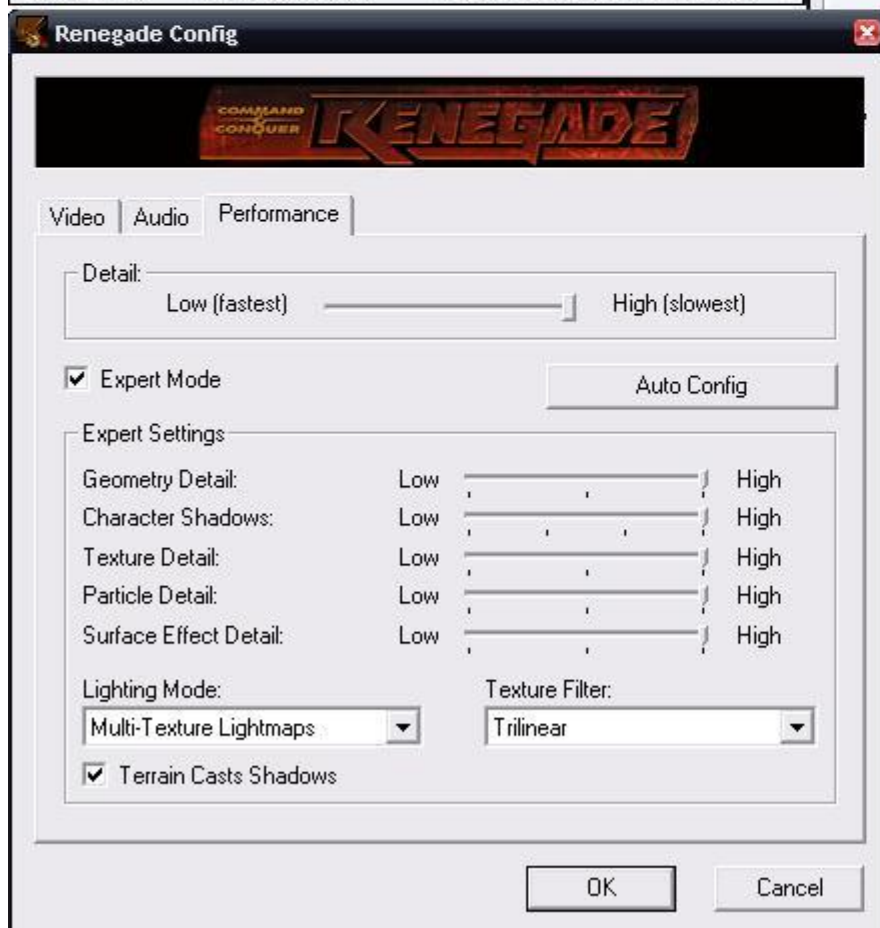 Renegade Config
COMMAND & CONQUER RENEGADE
Video Audio Performance
Detail:
Low (fastest) High (slowest)
Expert Mode
Auto Config
Expert Settings
Geometry Detail: Low High
Character Shadows: Low High
Texture Detail: Low High
Particle Detail: Low High
Surface Effect Detail: Low High
Lighting Mode: Texture Filter:
Multi-Texture Lightmaps Trilinear
Terrain Casts Shadows
OK Cancel